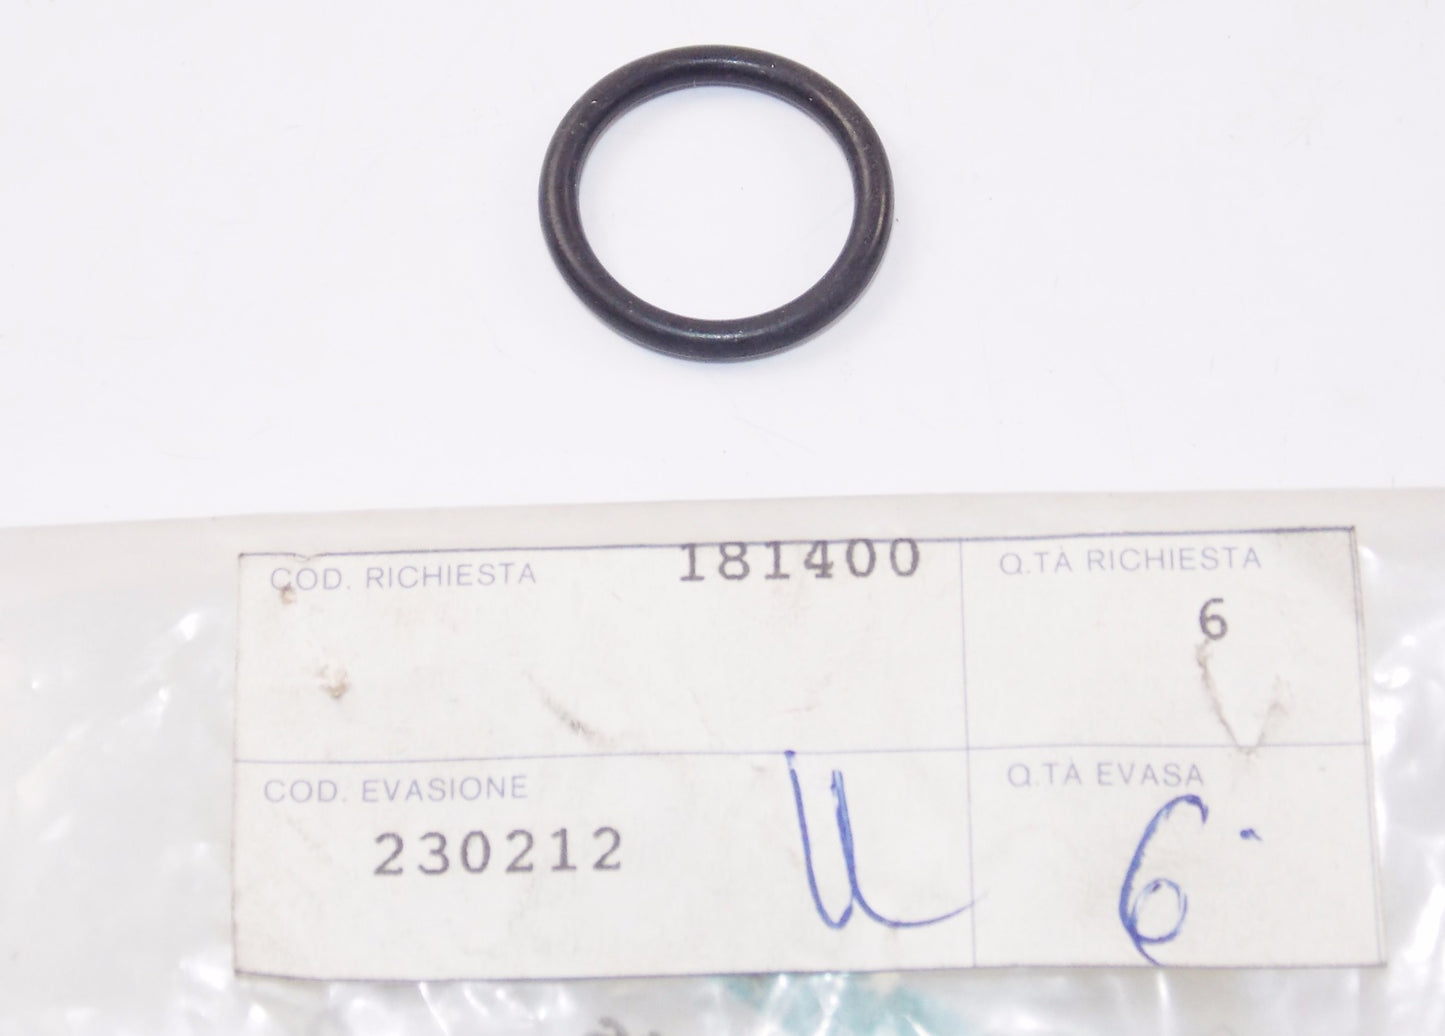 COD. RICHIESTA 181400 Q.TÀ RICHIESTA
6
COD. EVASIONE Q.TÀ EVASA
230212 6